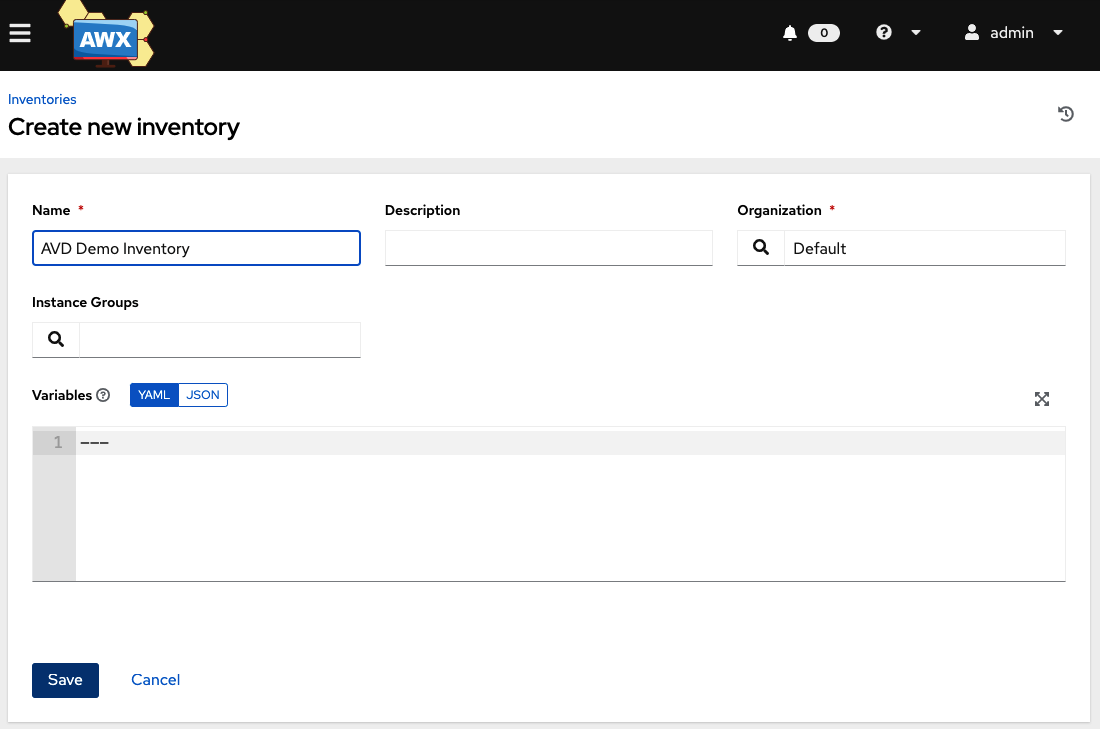 AWX
0
admin
Inventories
Create new inventory
Name *
Description
Organization *
AVD Demo Inventory
Default
Instance Groups
Variables
YAML JSON
1 ---
Save Cancel